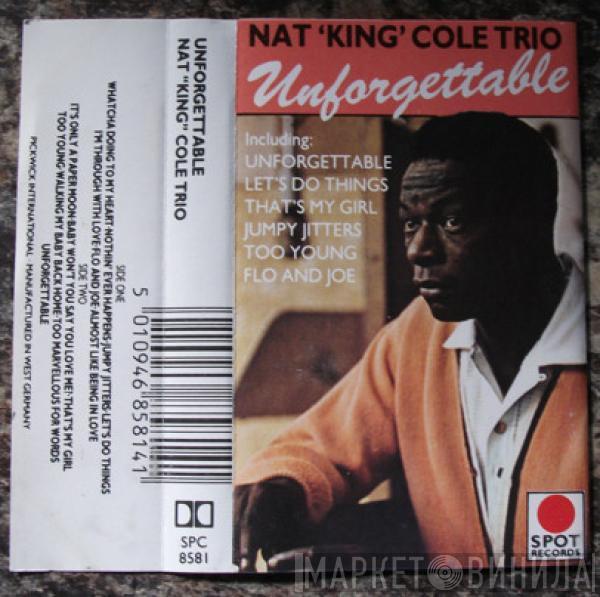 NAT 'KING' COLE TRIO
Unforgettable
Including:
UNFORGETTABLE
LET'S DO THINGS
THAT'S MY GIRL
JUMPY JITTERS
TOO YOUNG
FLO AND JOE
SPOT
RECORDS
UNFORGETTABLE
NAT "KING" COLE TRIO
5 010946 858141
SPC
8581
SIDE ONE
WHATCHA DOING TO MY HEART·NOTHIN' EVER HAPPENS·JUMPY JITTERS·LET'S DO THINGS
I'M THROUGH WITH LOVE·FLO AND JOE·ALMOST LIKE BEING IN LOVE
SIDE TWO
IT'S ONLY A PAPER MOON·BABY WON'T YOU SAY YOU LOVE ME?·THAT'S MY GIRL
TOO YOUNG·WALKING MY BABY BACK HOME·TOO MARVELLOUS FOR WORDS
UNFORGETTABLE
PICKWICK INTERNATIONAL · MANUFACTURED IN WEST GERMANY
МАРКЕТ ВИНИЛА